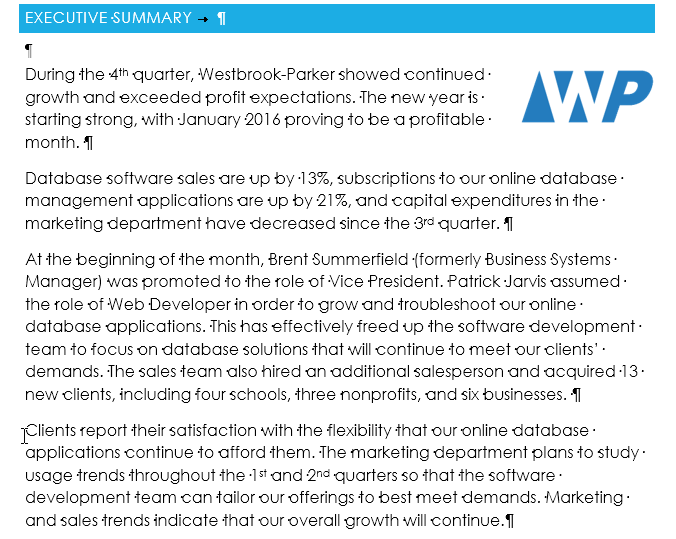 EXECUTIVE SUMMARY → ¶
¶
During the 4th quarter, Westbrook-Parker showed continued
growth and exceeded profit expectations. The new year is
starting strong, with January 2016 proving to be a profitable
month. ¶
WP
Database software sales are up by 13%, subscriptions to our online database
management applications are up by 21%, and capital expenditures in the
marketing department have decreased since the 3rd quarter. ¶
At the beginning of the month, Brent Summerfield (formerly Business Systems
Manager) was promoted to the role of Vice President. Patrick Jarvis assumed
the role of Web Developer in order to grow and troubleshoot our online
database applications. This has effectively freed up the software development
team to focus on database solutions that will continue to meet our clients’
demands. The sales team also hired an additional salesperson and acquired 13
new clients, including four schools, three nonprofits, and six businesses. ¶
Clients report their satisfaction with the flexibility that our online database
applications continue to afford them. The marketing department plans to study
usage trends throughout the 1st and 2nd quarters so that the software
development team can tailor our offerings to best meet demands. Marketing
and sales trends indicate that our overall growth will continue.¶